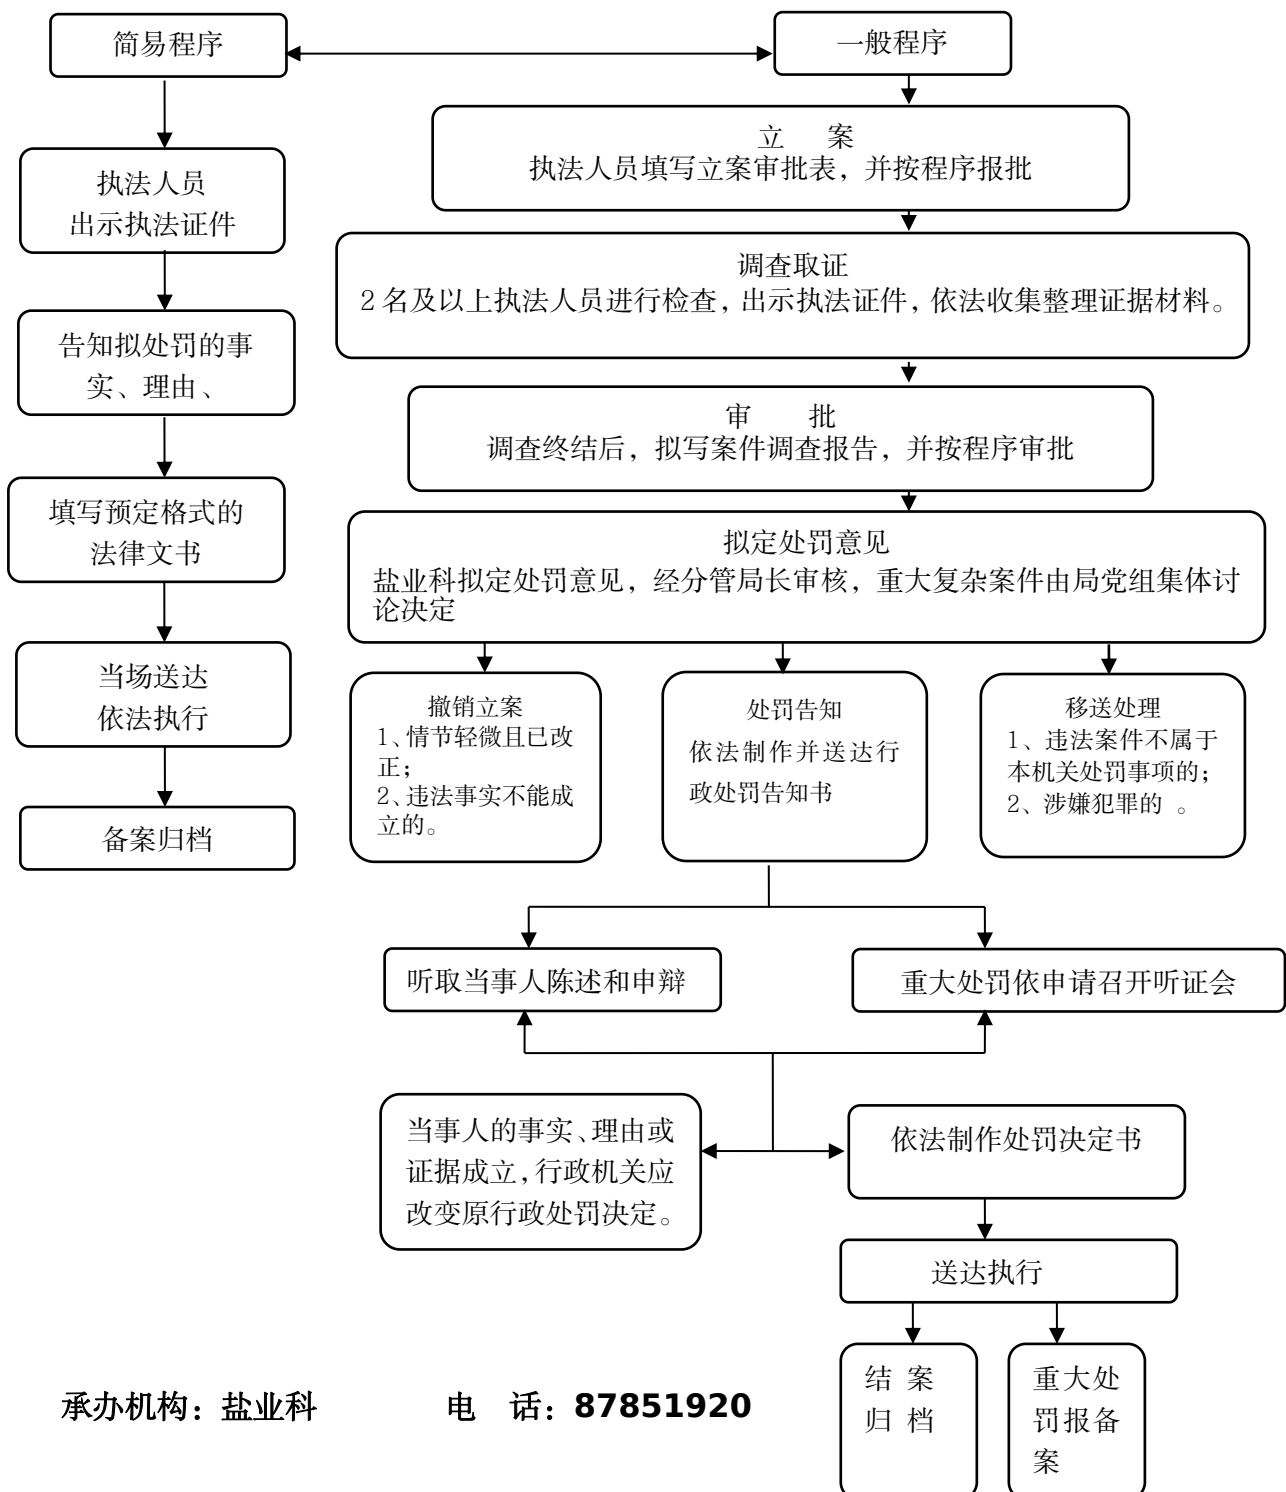 简易程序
一般程序
执法人员
出示执法证件
告知拟处罚的事
实、理由、
填写预定格式的
法律文书
当场送达
依法执行
备案归档
立 案
执法人员填写立案审批表，并按程序报批
调查取证
2 名及以上执法人员进行检查，出示执法证件，依法收集整理证据材料。
审 批
调查终结后，拟写案件调查报告，并按程序审批
拟定处罚意见
盐业科拟定处罚意见，经分管局长审核，重大复杂案件由局党组集体讨
论决定
撤销立案
1、情节轻微且已改
正；
2、违法事实不能成
立的。
处罚告知
依法制作并送达行
政处罚告知书
移送处理
1、违法案件不属于
本机关处罚事项的；
2、涉嫌犯罪的 。
听取当事人陈述和申辩
重大处罚依申请召开听证会
当事人的事实、理由或
证据成立，行政机关应
改变原行政处罚决定。
依法制作处罚决定书
送达执行
结 案
归 档
重大处
罚报备
案
承办机构：盐业科 电 话：87851920